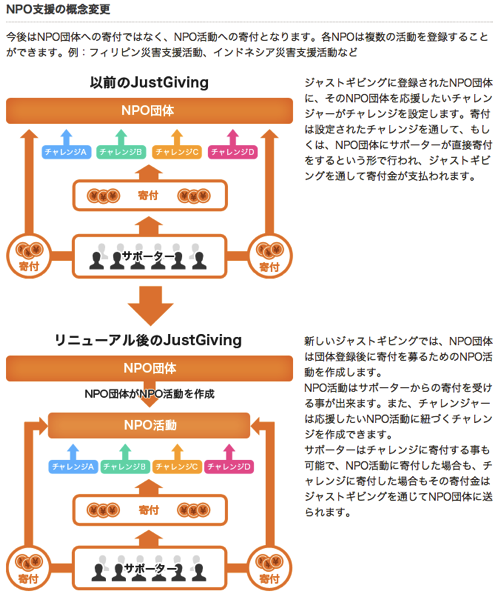 NPO支援の概念変更
今後はNPO団体への寄付ではなく、NPO活動への寄付となります。各NPOは複数の活動を登録すること
ができます。例：フィリピン災害支援活動、インドネシア災害支援活動など
以前のJustGiving
NPO団体
チャレンジA チャレンジB チャレンジC チャレンジD
寄付
寄付 サポーター 寄付
ジャストギビングに登録されたNPO団体
に、そのNPO団体を応援したいチャレン
ジャーがチャレンジを設定します。寄付
は設定されたチャレンジを通して、もし
くは、NPO団体にサポーターが直接寄付
をするという形で行われ、ジャストギビ
ングを通して寄付金が支払われます。
リニューアル後のJustGiving
NPO団体
NPO団体がNPO活動を作成
NPO活動
チャレンジA チャレンジB チャレンジC チャレンジD
寄付
寄付 サポーター 寄付
新しいジャストギビングでは、NPO団体
は団体登録後に寄付を募るためのNPO活
動を作成します。
NPO活動はサポーターからの寄付を受け
る事が出来ます。また、チャレンジャー
は応援したいNPO活動に紐づくチャレン
ジを作成できます。
サポーターはチャレンジに寄付する事も
可能で、NPO活動に寄付した場合も、チ
ャレンジに寄付した場合もその寄付金は
ジャストギビングを通じてNPO団体に送
られます。